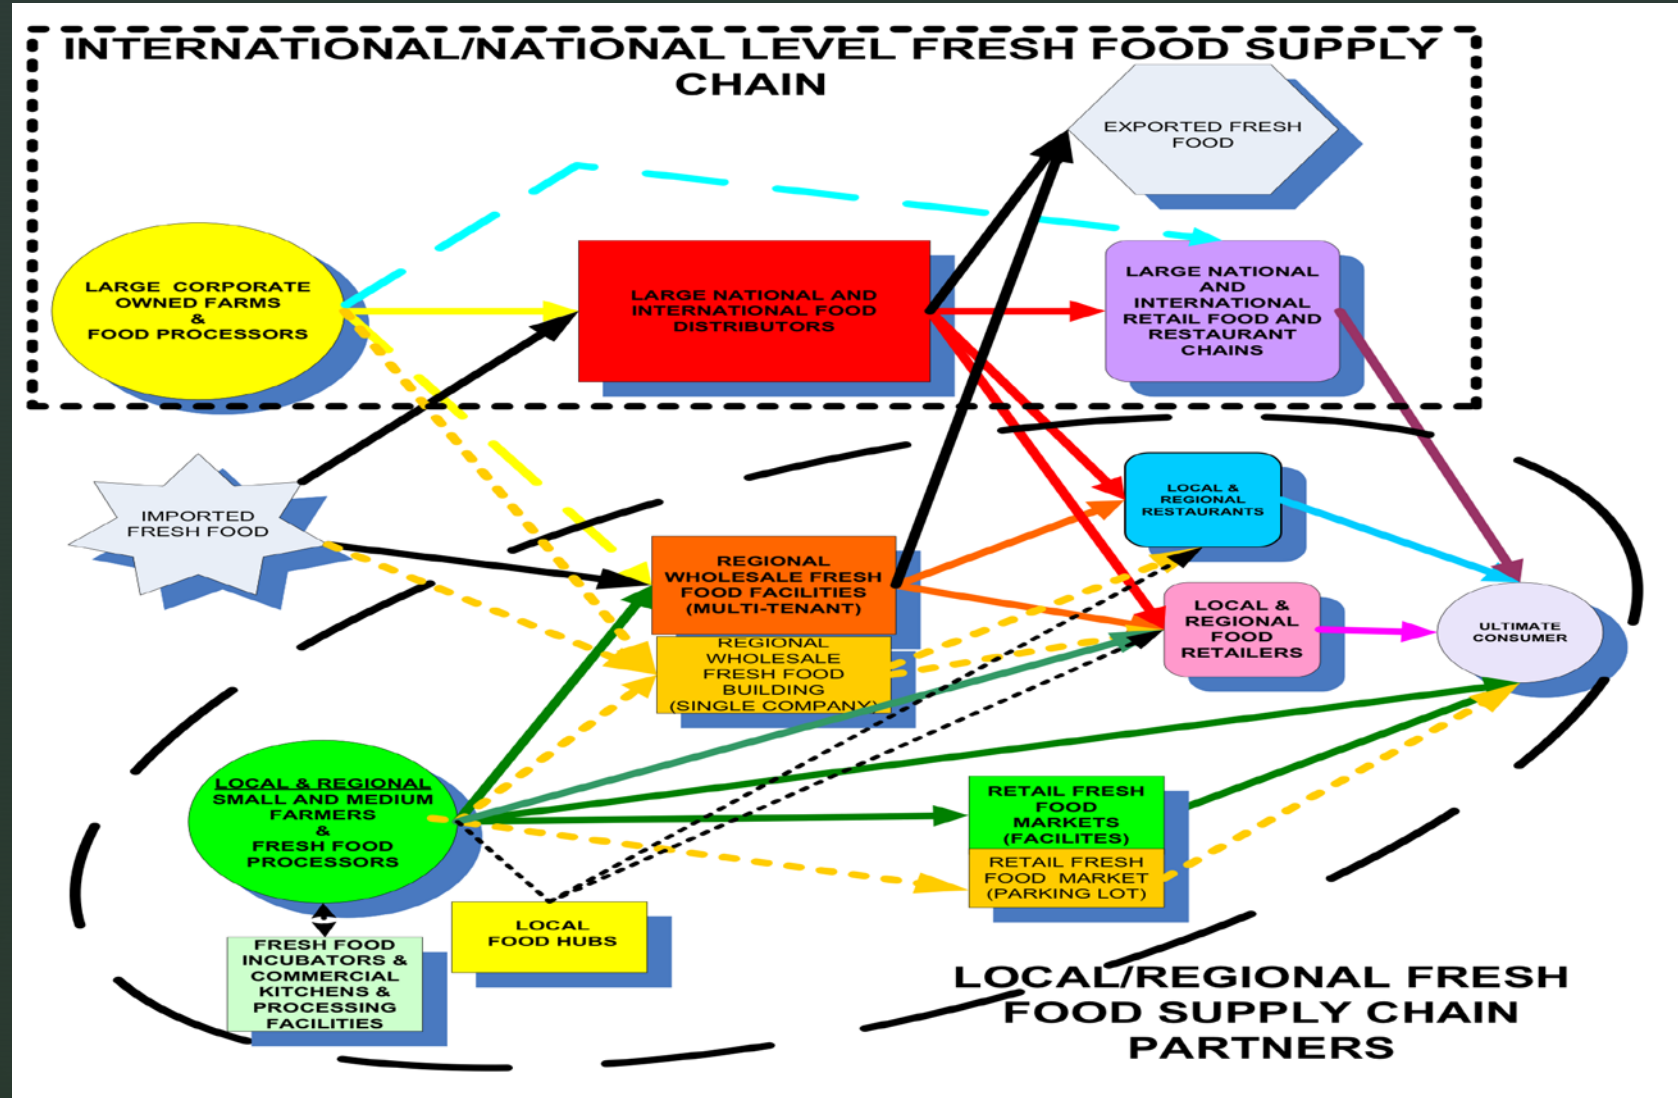 INTERNATIONAL/NATIONAL LEVEL FRESH FOOD SUPPLY
CHAIN
EXPORTED FRESH
FOOD
LARGE CORPORATE
OWNED FARMS
&
FOOD PROCESSORS
LARGE NATIONAL AND
INTERNATIONAL FOOD
DISTRIBUTORS
LARGE NATIONAL
AND
INTERNATIONAL
RETAIL FOOD AND
RESTAURANT
CHAINS
IMPORTED
FRESH FOOD
LOCAL &
REGIONAL
RESTAURANTS
REGIONAL
WHOLESALE FRESH
FOOD FACILITIES
(MULTI-TENANT)
LOCAL &
REGIONAL
FOOD
RETAILERS
ULTIMATE
CONSUMER
REGIONAL
WHOLESALE
FRESH FOOD
BUILDING
(SINGLE COMPANY)
LOCAL & REGIONAL
SMALL AND MEDIUM
FARMERS
&
FRESH FOOD
PROCESSORS
RETAIL FRESH
FOOD
MARKETS
(FACILITES)
RETAIL FRESH
FOOD MARKET
(PARKING LOT)
LOCAL
FOOD HUBS
FRESH FOOD
INCUBATORS &
COMMERCIAL
KITCHENS &
PROCESSING
FACILITIES
LOCAL/REGIONAL FRESH
FOOD SUPPLY CHAIN
PARTNERS